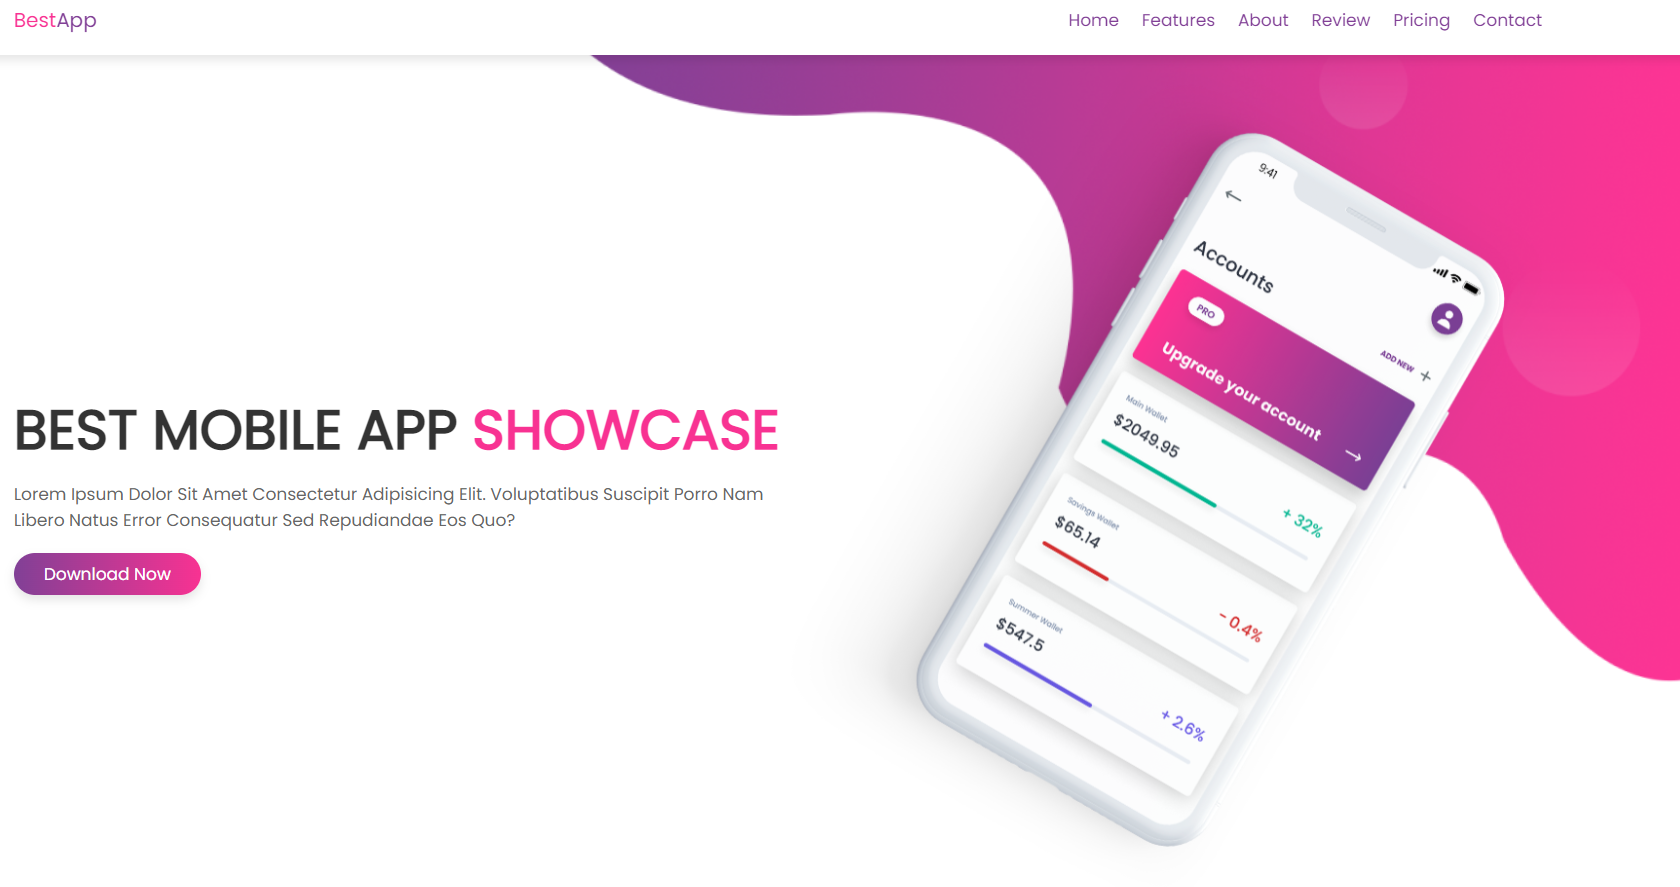 BestApp
Home Features About Review Pricing Contact
BEST MOBILE APP SHOWCASE
Lorem Ipsum Dolor Sit Amet Consectetur Adipisicing Elit. Voluptatibus Suscipit Porro Nam
Libero Natus Error Consequatur Sed Repudiandae Eos Quo?
Download Now
9:41
Accounts
ADD NEW
PRO
Upgrade your account
Main Wallet
$2049.95
+ 32%
Savings Wallet
$65.14
- 0.4%
Summer Wallet
$547.5
+ 2.6%